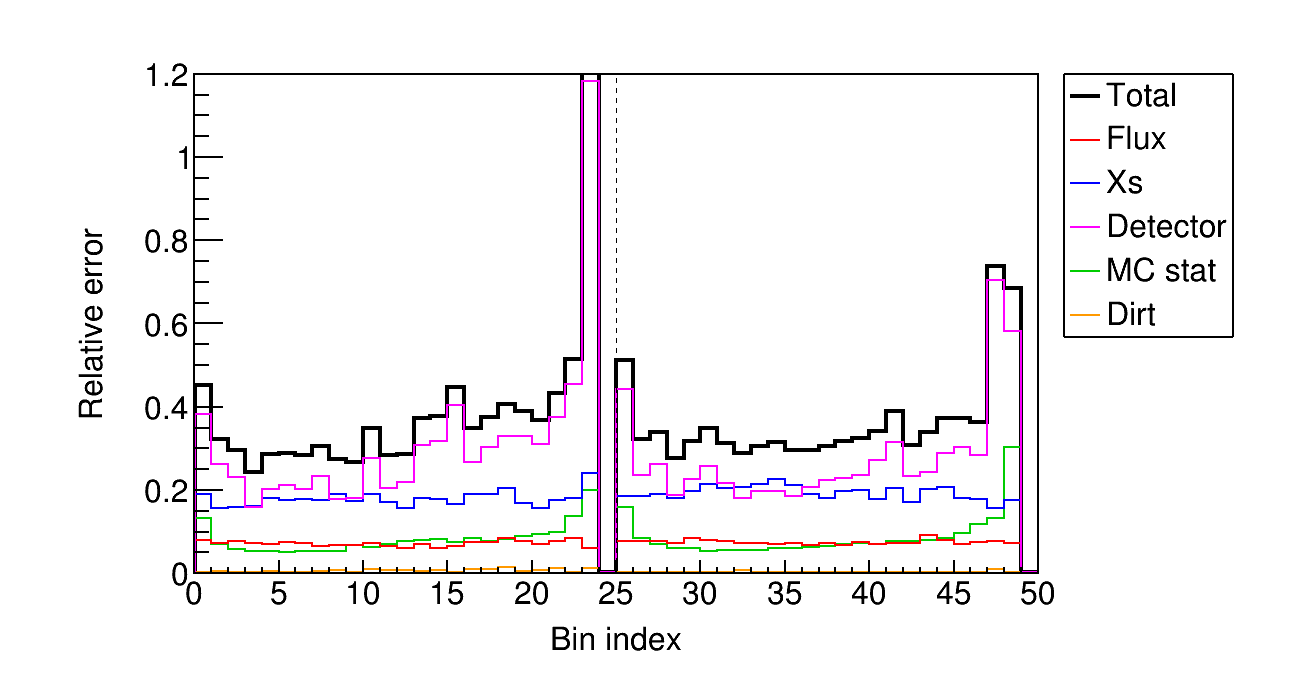 1.2
1
0.8
0.6
0.4
0.2
0
Relative error
0 5 10 15 20 25 30 35 40 45 50
Bin index
Total
Flux
Xs
Detector
MC stat
Dirt